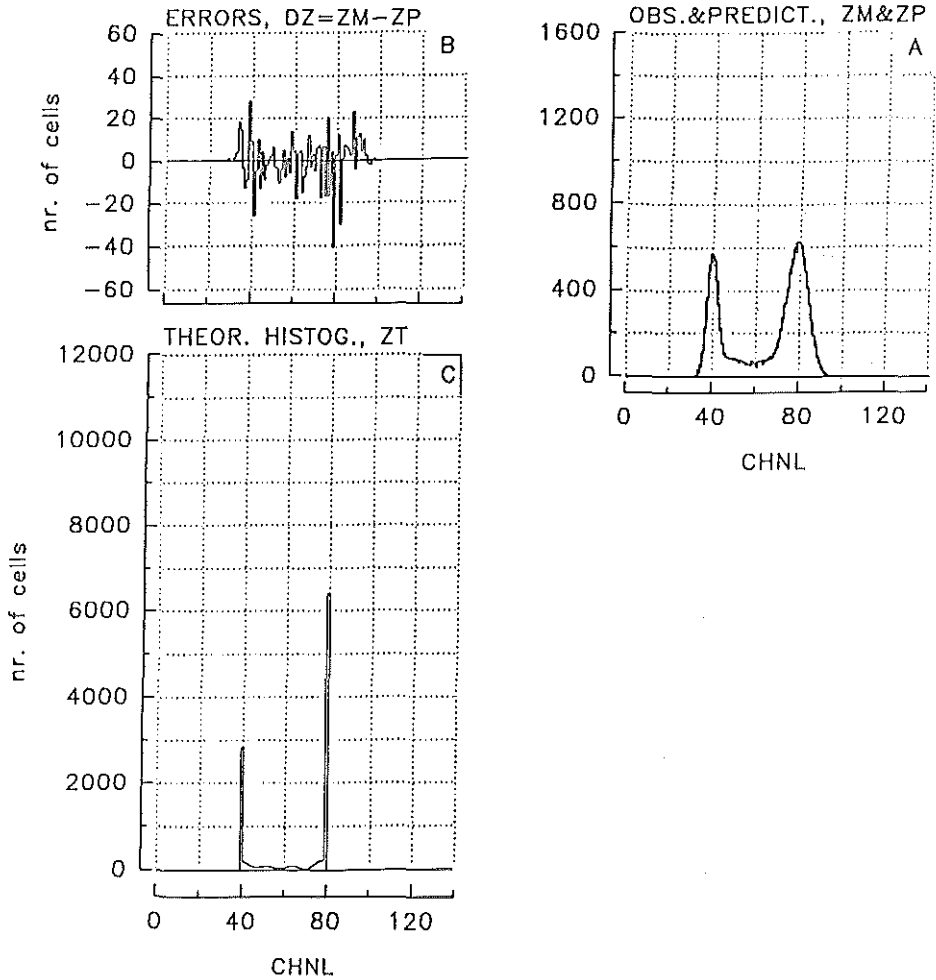 ERRORS, DZ=ZM−ZP
B
60
40
20
0
−20
−40
−60
nr. of cells
OBS.&PREDICT., ZM&ZP
A
1600
1200
800
400
0
0 40 80 120
CHNL
THEOR. HISTOG., ZT
C
12000
10000
8000
6000
4000
2000
0
nr. of cells
0 40 80 120
CHNL